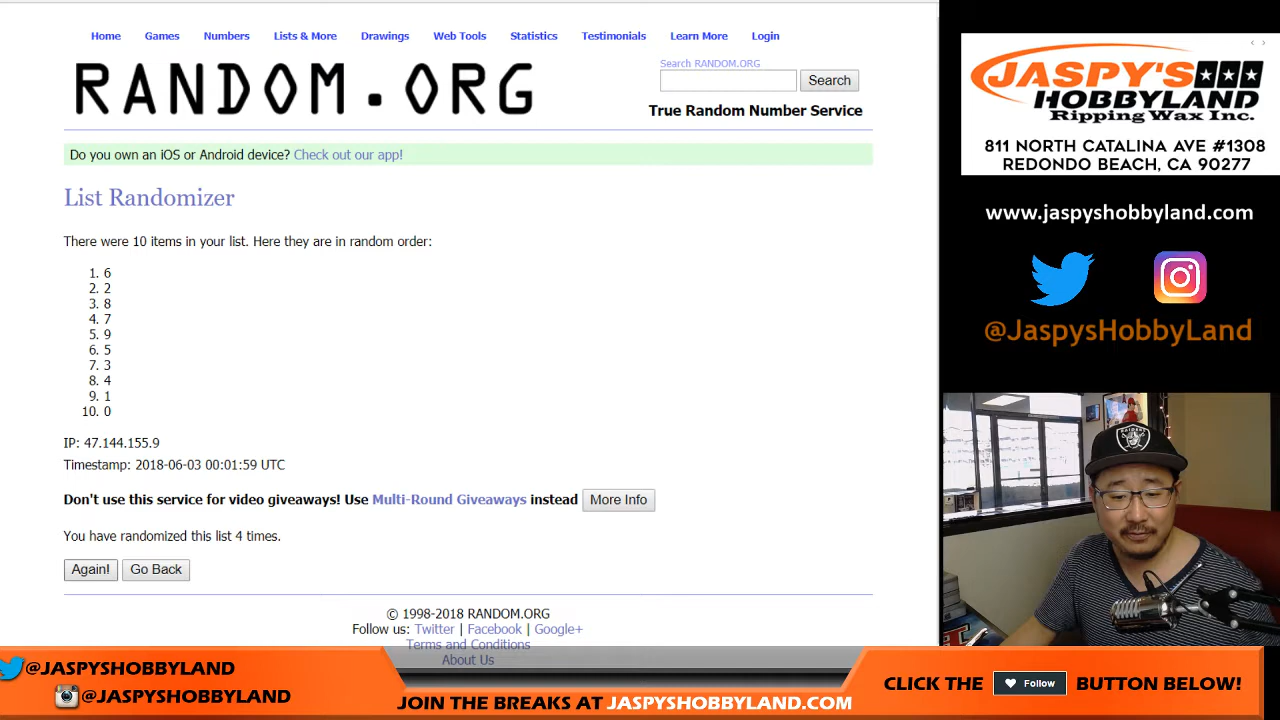 Home Games Numbers Lists & More Drawings Web Tools Statistics Testimonials Learn More Login
RANDOM.ORG
Search RANDOM.ORG
Search
True Random Number Service
Do you own an iOS or Android device? Check out our app!
List Randomizer
There were 10 items in your list. Here they are in random order:
1. 6
2. 2
3. 8
4. 7
5. 9
6. 5
7. 3
8. 4
9. 1
10. 0
IP: 47.144.155.9
Timestamp: 2018-06-03 00:01:59 UTC
Don't use this service for video giveaways! Use Multi-Round Giveaways instead More Info
You have randomized this list 4 times.
Again! Go Back
© 1998-2018 RANDOM.ORG
Follow us: Twitter | Facebook | Google+
Terms and Conditions
About Us
JASPY'S
HOBBYLAND
Ripping Wax Inc.
811 NORTH CATALINA AVE #1308
REDONDO BEACH, CA 90277
www.jaspyshobbyland.com
@JaspysHobbyLand
RAIDERS
@JASPYSHOBBYLAND
@JASPYSHOBBYLAND
JOIN THE BREAKS AT JASPYSHOBBYLAND.COM
CLICK THE Follow BUTTON BELOW!